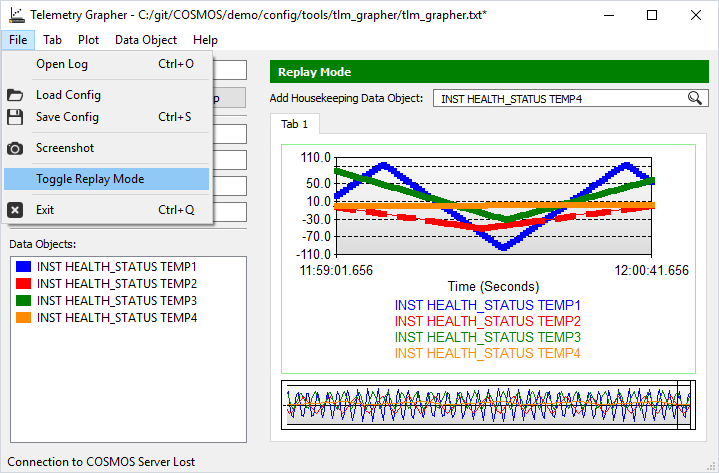 Telemetry Grapher - C:/git/COSMOS/demo/config/tools/tlm_grapher/tlm_grapher.txt*
File Tab Plot Data Object Help
Open Log Ctrl+O
Load Config
Save Config Ctrl+S
Screenshot
Toggle Replay Mode
Exit Ctrl+Q
p
Data Objects:
INST HEALTH_STATUS TEMP1
INST HEALTH_STATUS TEMP2
INST HEALTH_STATUS TEMP3
INST HEALTH_STATUS TEMP4
Replay Mode
Add Housekeeping Data Object: INST HEALTH_STATUS TEMP4
Tab 1
110.0
50.0
10.0
-30.0
-70.0
-110.0
11:59:01.656 12:00:41.656
Time (Seconds)
INST HEALTH_STATUS TEMP1
INST HEALTH_STATUS TEMP2
INST HEALTH_STATUS TEMP3
INST HEALTH_STATUS TEMP4
Connection to COSMOS Server Lost